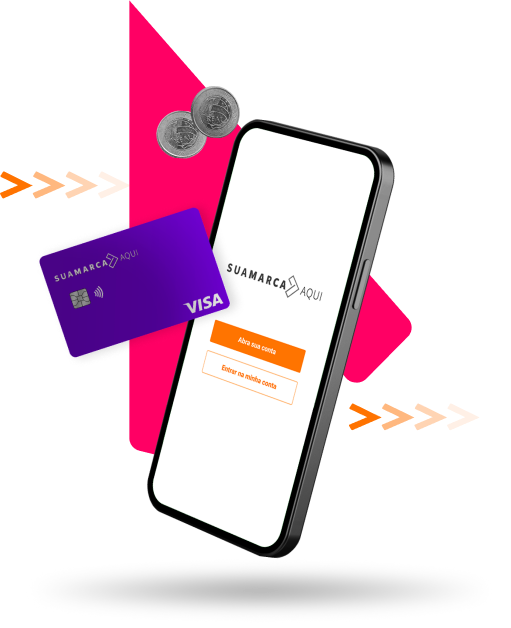 SUAMARCA AQUI
VISA
SUAMARCA AQUI
Abra sua conta
Entrar na minha conta